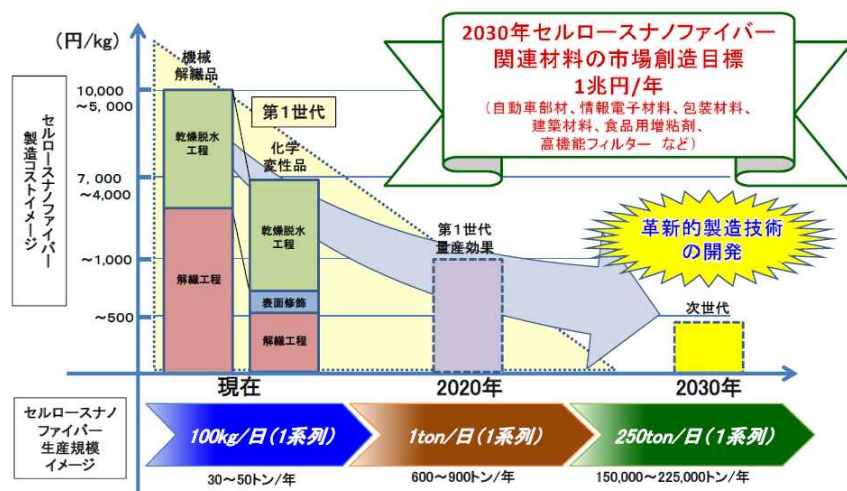 (円/kg)
2030年セルロースナノファイバー
関連材料の市場創造目標
1兆円/年
(自動車部材、情報電子材料、包装材料、
建築材料、食品用増粘剤、
高機能フィルター など)
セルロースナノファイバー
製造コストイメージ
10,000
～5,000
7,000
～4,000
～1,000
～500
機械
解繊品
乾燥脱水
工程
解繊工程
第1世代
化学
変性品
乾燥脱水
工程
表面修飾
解繊工程
第1世代
量産効果
革新的製造技術
の開発
次世代
現在
2020年
2030年
セルロースナノ
ファイバー
生産規模
イメージ
100kg/日(1系列)
1ton/日(1系列)
250ton/日(1系列)
30～50トン/年
600～900トン/年
150,000～225,000トン/年